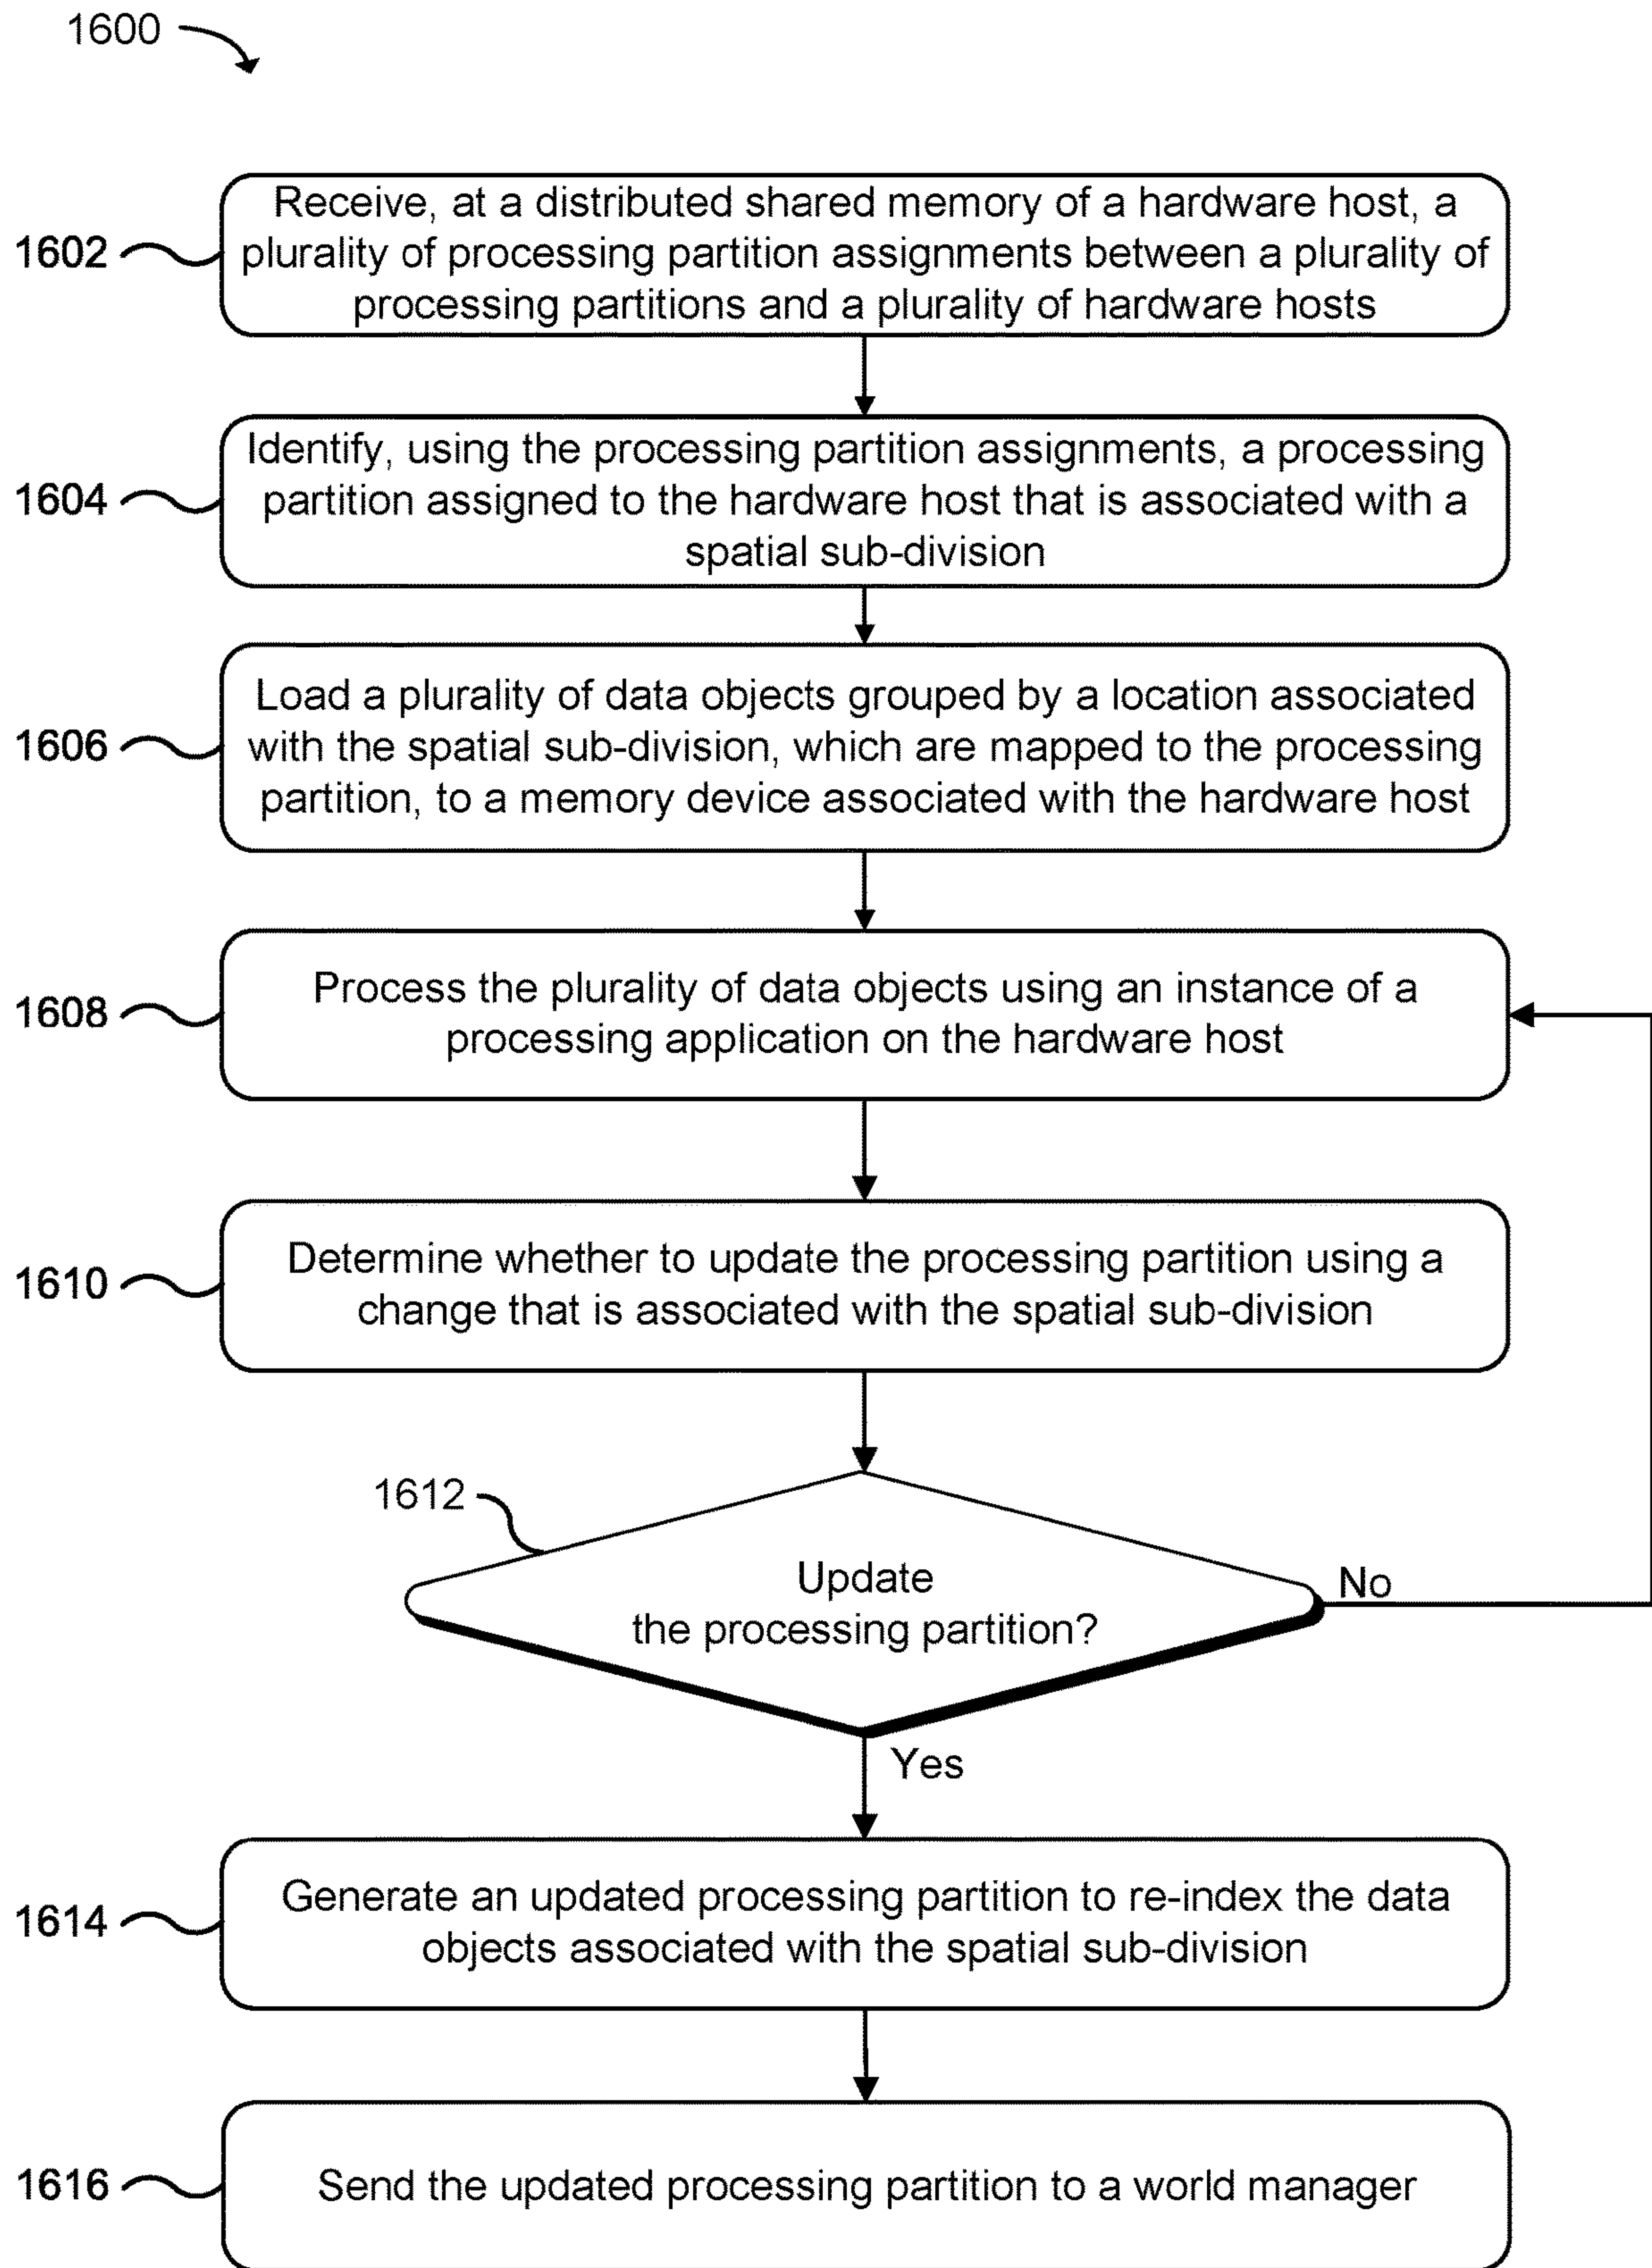 1600
Receive, at a distributed shared memory of a hardware host, a
1602
plurality of processing partition assignments between a plurality of
processing partitions and a plurality of hardware hosts
Identify, using the processing partition assignments, a processing
1604
partition assigned to the hardware host that is associated with a
spatial sub-division
Load a plurality of data objects grouped by a location associated
1606
with the spatial sub-division, which are mapped to the processing
partition, to a memory device associated with the hardware host
1608
Process the plurality of data objects using an instance of a
processing application on the hardware host
1610
Determine whether to update the processing partition using a
change that is associated with the spatial sub-division
1612
Update
the processing partition?
No
Yes
1614
Generate an updated processing partition to re-index the data
objects associated with the spatial sub-division
1616
Send the updated processing partition to a world manager